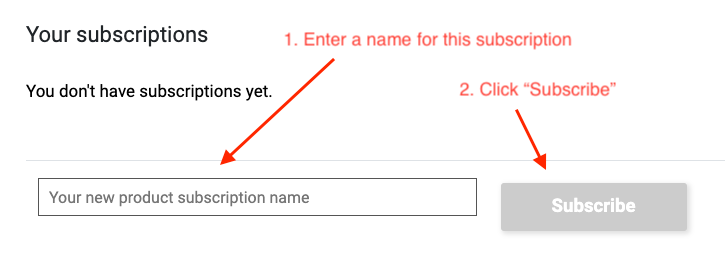 Your subscriptions
1. Enter a name for this subscription
You don't have subscriptions yet.
2. Click “Subscribe”
Your new product subscription name
Subscribe